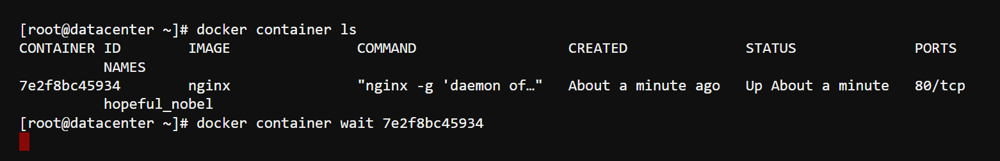 [root@datacenter ~]# docker container ls
CONTAINER ID        IMAGE               COMMAND                  CREATED              STATUS              PORTS
          NAMES
7e2f8bc45934        nginx               "nginx -g 'daemon of…"   About a minute ago   Up About a minute   80/tcp
          hopeful_nobel
[root@datacenter ~]# docker container wait 7e2f8bc45934